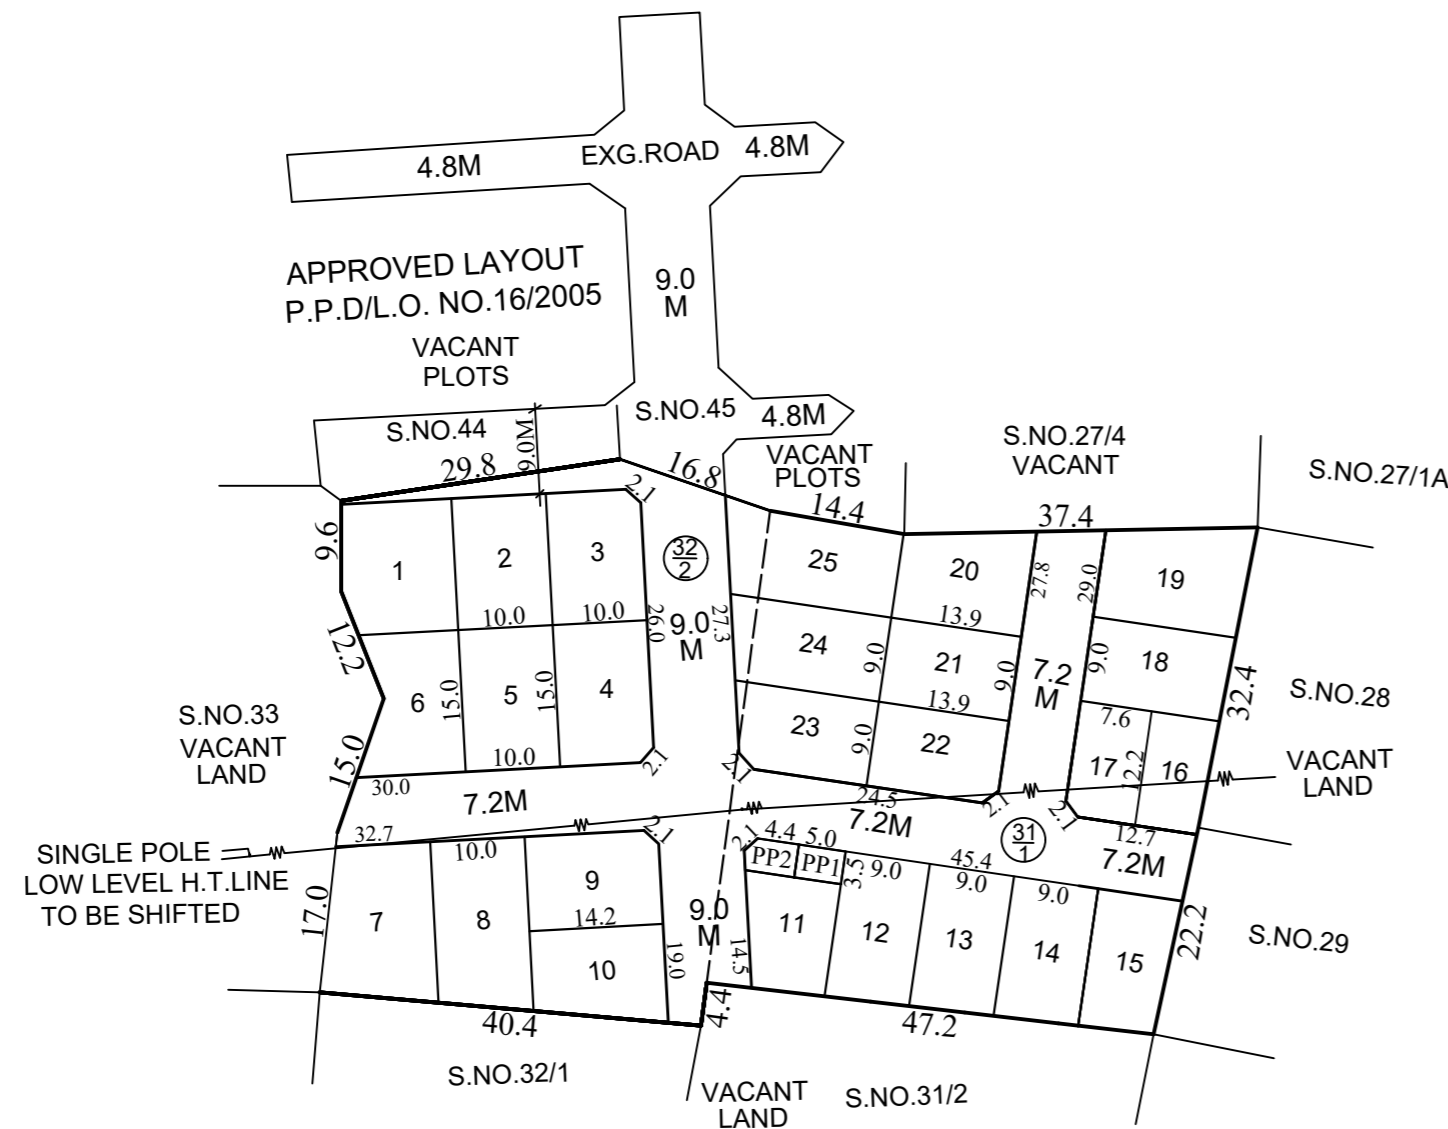 4.8M
EXG.ROAD
4.8M
APPROVED LAYOUT
P.P.D/L.O. NO.16/2005
9.0
M
VACANT
PLOTS
S.NO.44
9.0M
S.NO.45
4.8M
29.8
16.8
VACANT
PLOTS
S.NO.27/4
VACANT
S.NO.27/1A
2.1
14.4
37.4
9.6
1
2
3
32
2
25
20
27.8
29.0
19
10.0
10.0
26.0
9.0
M
27.3
13.9
12.2
24
9.0
21
9.0
7.2
M
9.0
18
32.4
S.NO.28
6
15.0
5
15.0
4
13.9
7.6
S.NO.33
VACANT
LAND
15.0
10.0
2.1
23
9.0
22
17
12.2
16
VACANT
LAND
30.0
7.2M
2.1
24.5
2.1
2.1
32.7
2.1
2.1
4.4
5.0
7.2M
31
1
12.7
7.2M
SINGLE POLE
LOW LEVEL H.T.LINE
TO BE SHIFTED
10.0
PP2
PP1
3.5
9.0
45.4
9.0
9.0
17.0
7
8
9
14.2
10
9.0
M
19.0
14.5
11
12
13
14
15
22.2
S.NO.29
40.4
4.4
47.2
S.NO.32/1
VACANT
LAND
S.NO.31/2